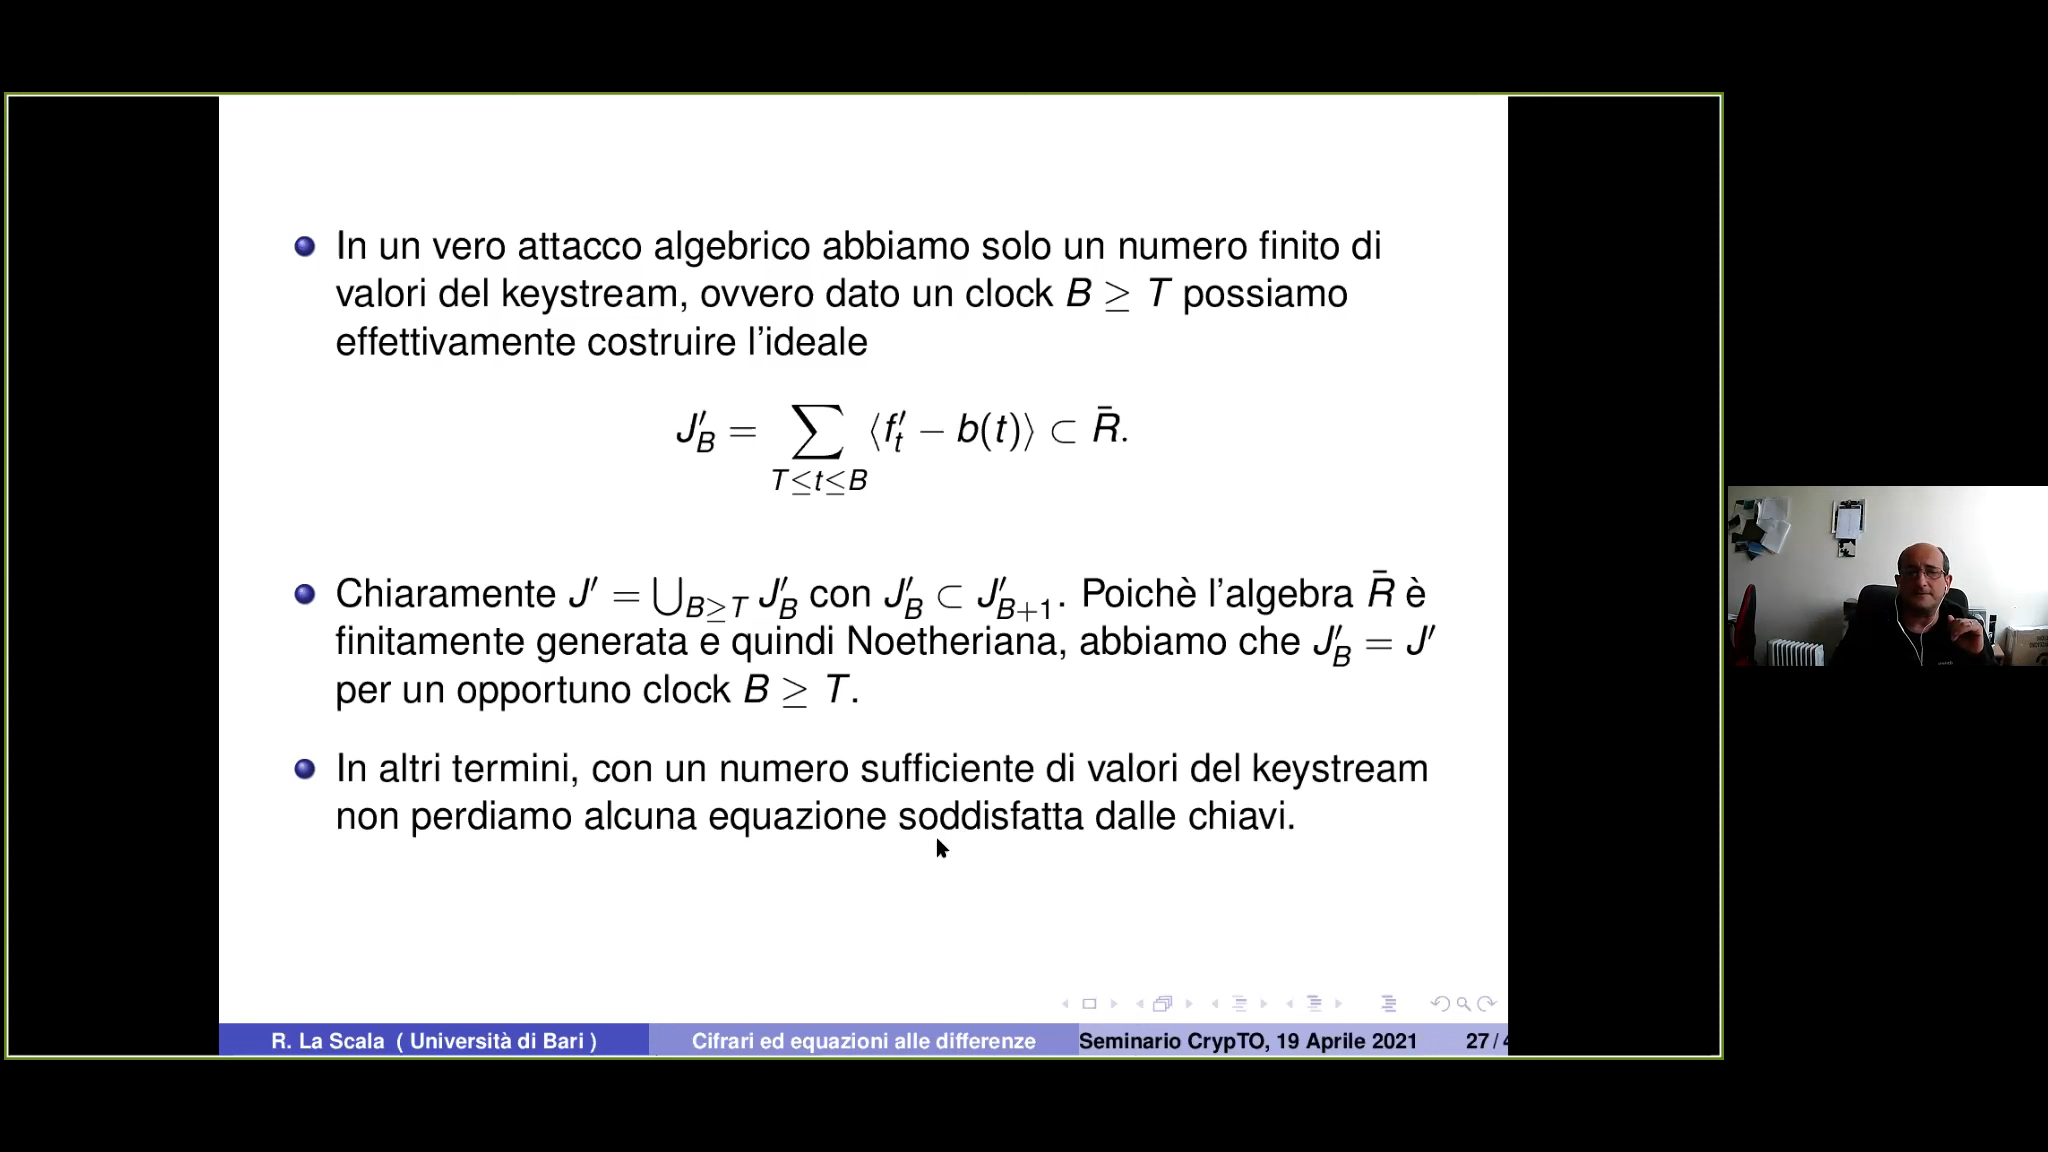 In un vero attacco algebrico abbiamo solo un numero finito di
valori del keystream, ovvero dato un clock B ≥ T possiamo
effettivamente costruire l'ideale
J′_B = ∑_{T≤t≤B} ⟨f′_t − b(t)⟩ ⊂ R̄.
Chiaramente J′ = ⋃_{B≥T} J′_B con J′_B ⊂ J′_{B+1}. Poichè l'algebra R̄ è
finitamente generata e quindi Noetheriana, abbiamo che J′_B = J′
per un opportuno clock B ≥ T.
In altri termini, con un numero sufficiente di valori del keystream
non perdiamo alcuna equazione soddisfatta dalle chiavi.
R. La Scala ( Università di Bari ) Cifrari ed equazioni alle differenze Seminario CrypTO, 19 Aprile 2021 27 /